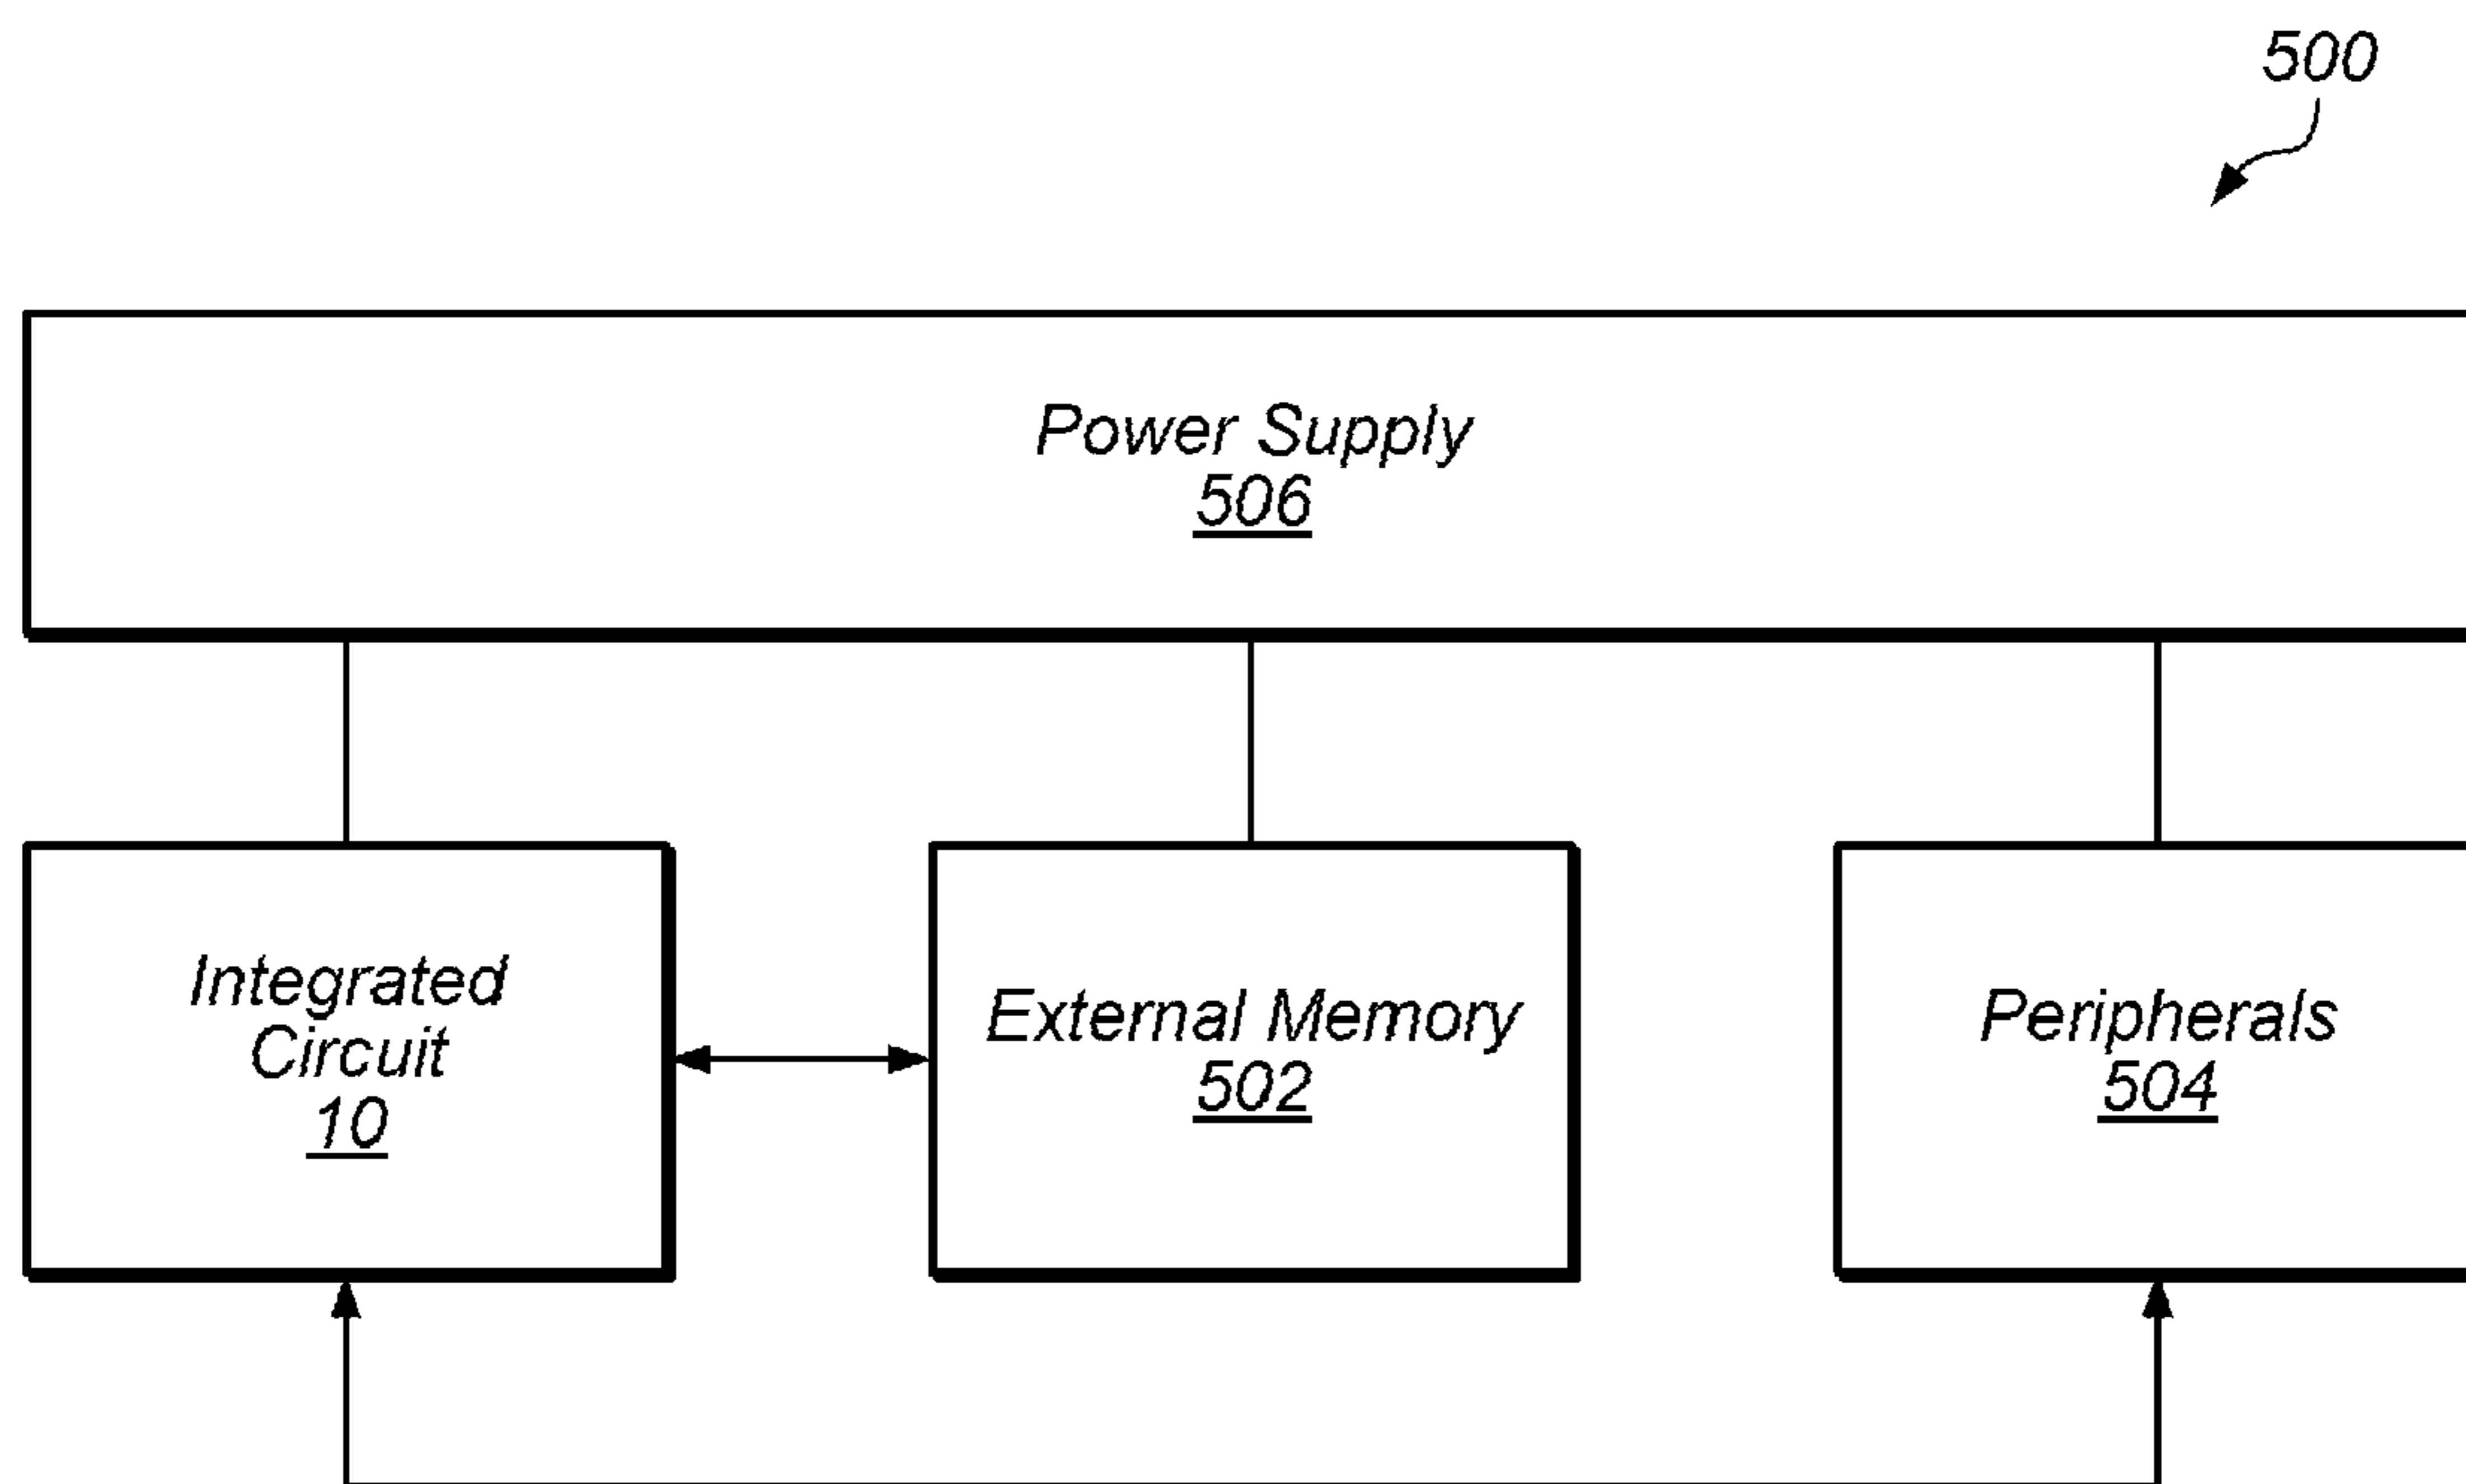 500
Power Supply
506
Integrated
Circuit
10
External Memory
502
Peripherals
504